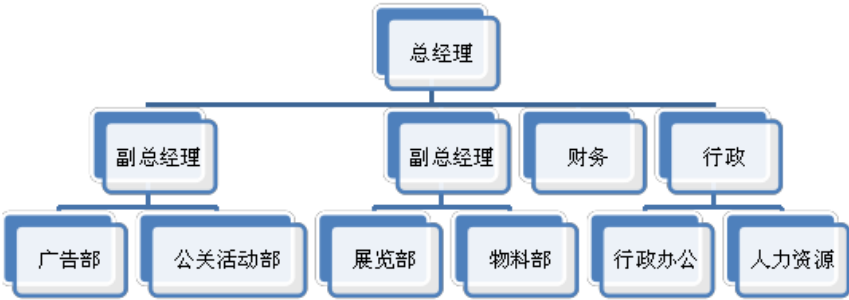 总经理
副总经理
副总经理
财务
行政
广告部
公关活动部
展览部
物料部
行政办公
人力资源